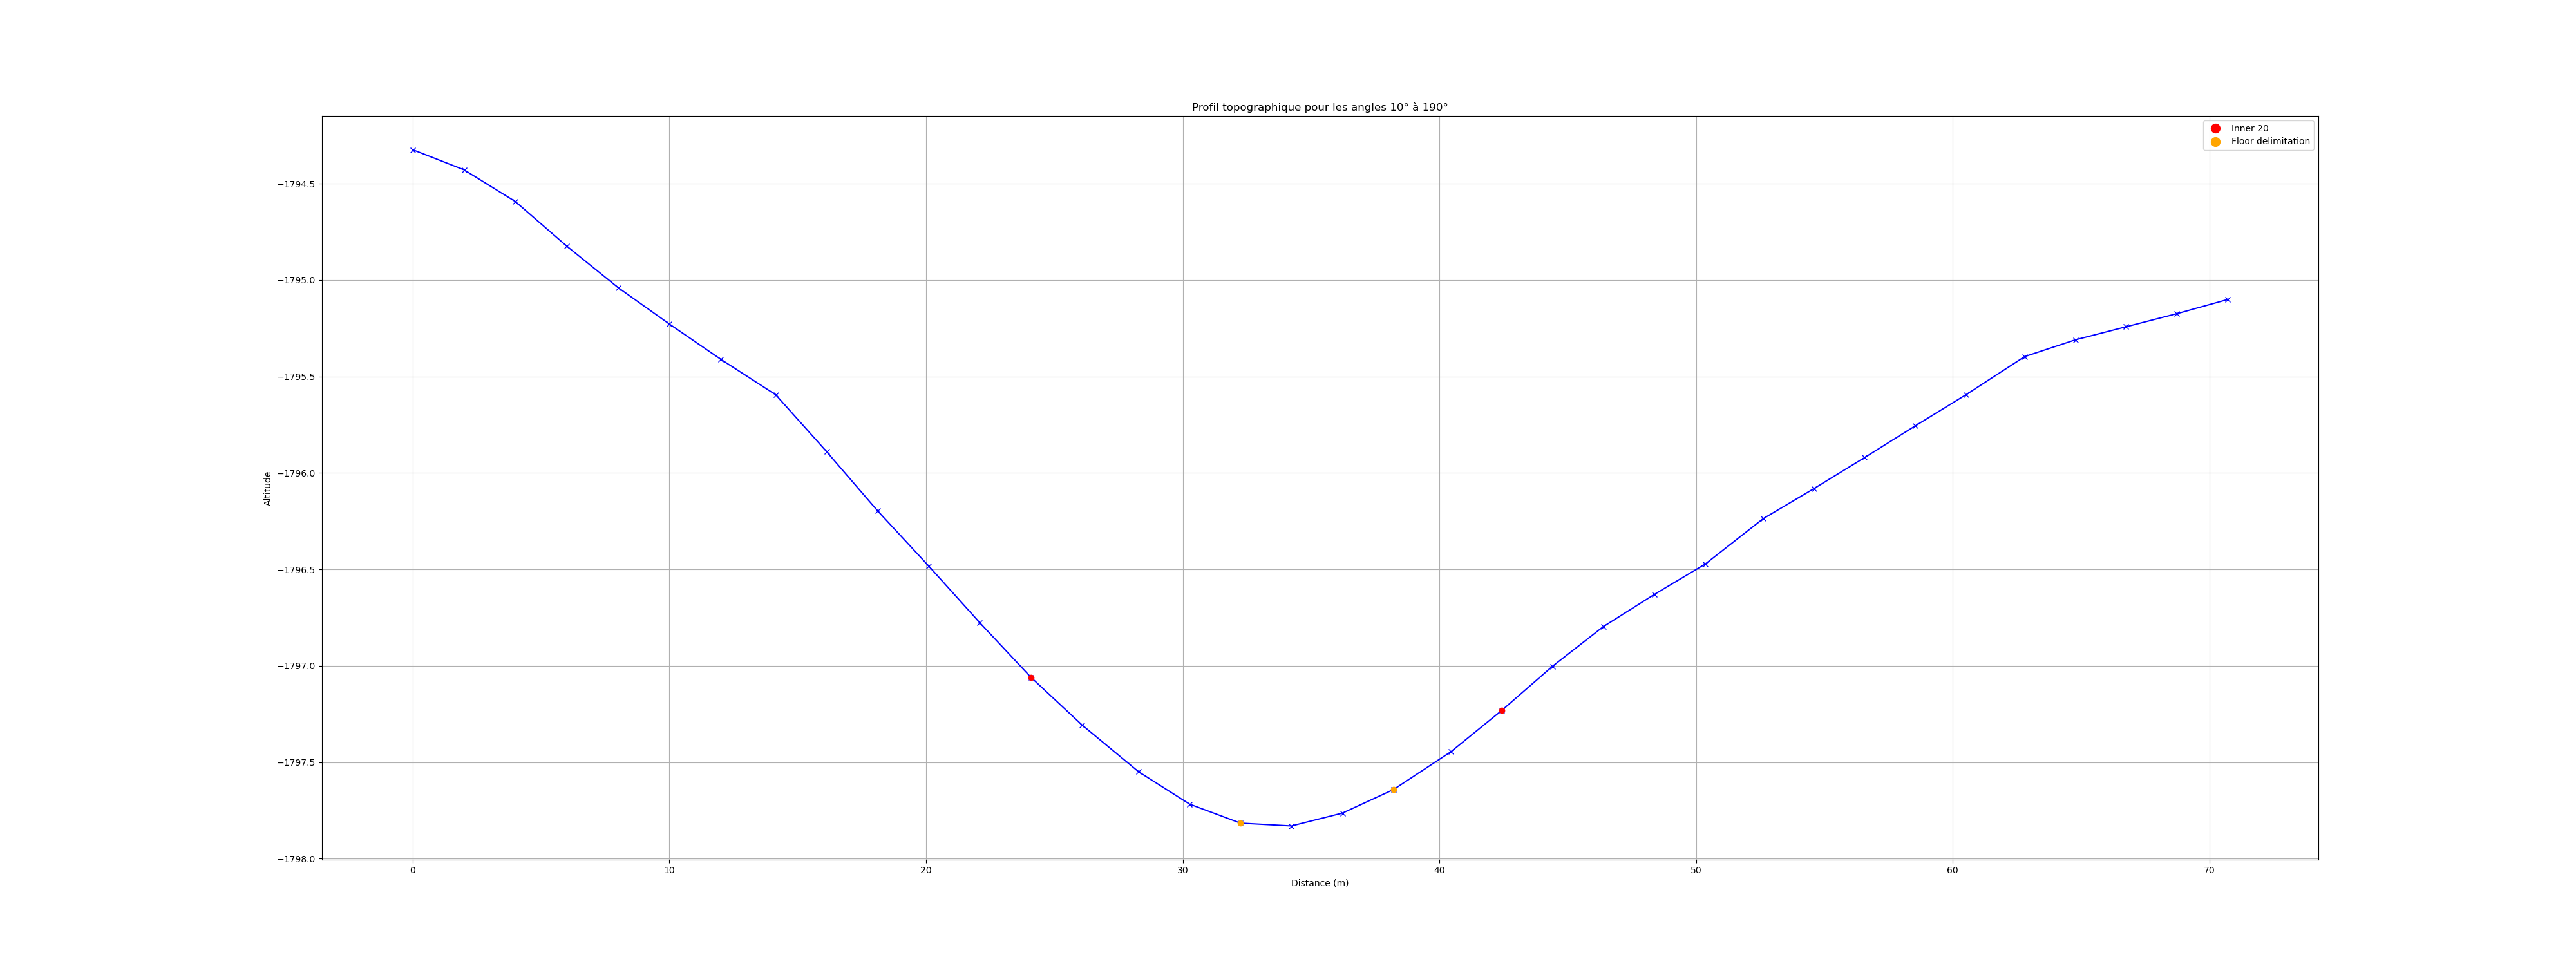 Profil topographique pour les angles 10° à 190°
Inner 20
Floor delimitation
Altitude
−1794.5
−1795.0
−1795.5
−1796.0
−1796.5
−1797.0
−1797.5
−1798.0
0 10 20 30 40 50 60 70
Distance (m)